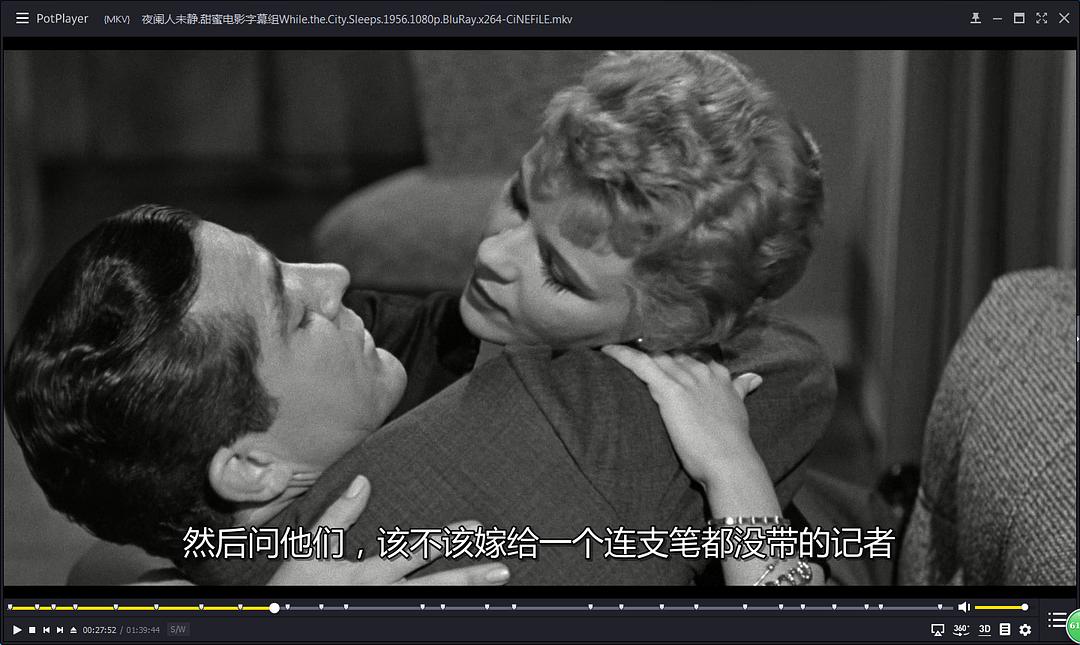 PotPlayer (MKV) 夜阑人未静.甜蜜电影字幕组While.the.City.Sleeps.1956.1080p.BluRay.x264-CiNEFiLE.mkv
然后问他们，该不该嫁给一个连支笔都没带的记者
00:27:52 / 01:39:44 S/W 360° 3D
61